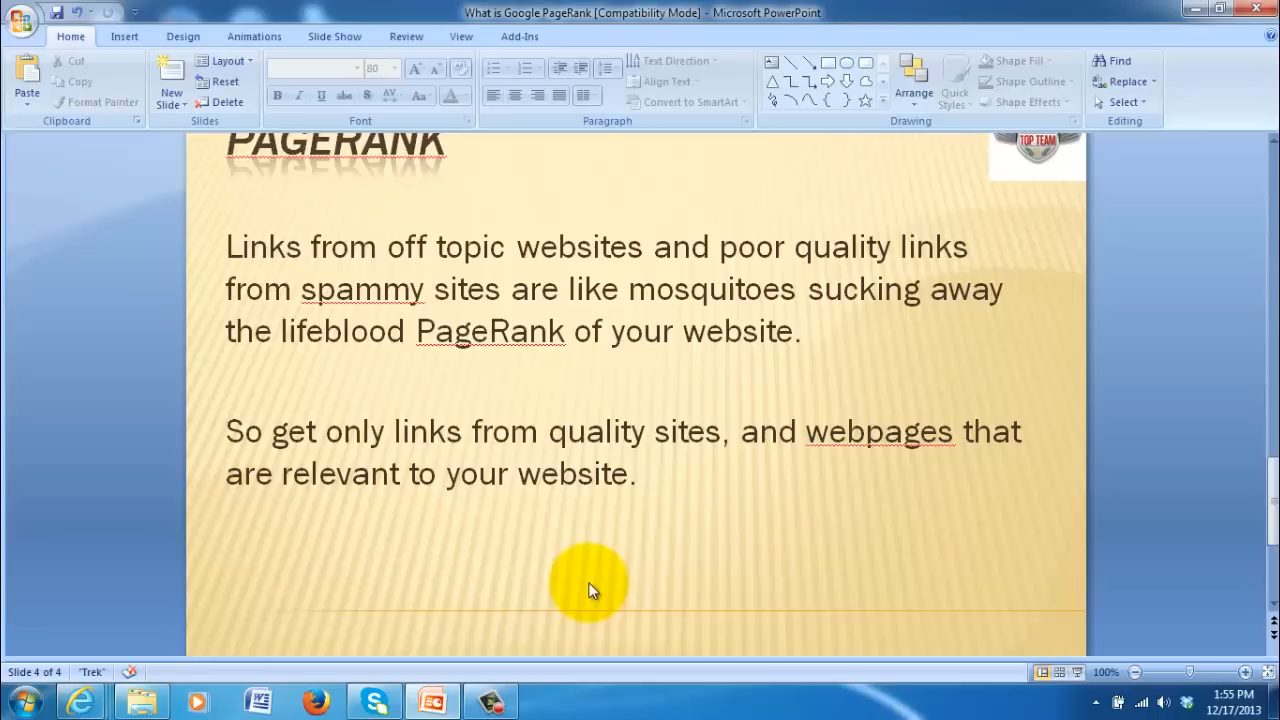 What is Google PageRank [Compatibility Mode] - Microsoft PowerPoint
Home Insert Design Animations Slide Show Review View Add-Ins
Paste
Cut
Copy
Format Painter
Clipboard
New
Slide
Layout
Reset
Delete
Slides
80
B I U abc S AV Aa A
Font
Text Direction
Align Text
Convert to SmartArt
Paragraph
Arrange
Quick
Styles
Shape Fill
Shape Outline
Shape Effects
Drawing
Find
Replace
Select
Editing
PAGERANK
TOP TEAM
Links from off topic websites and poor quality links
from spammy sites are like mosquitoes sucking away
the lifeblood PageRank of your website.
So get only links from quality sites, and webpages that
are relevant to your website.
Slide 4 of 4 "Trek" 100%
1:55 PM
12/17/2013